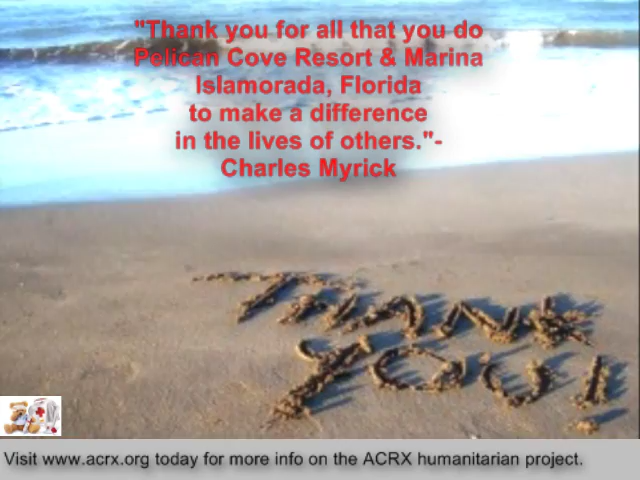 "Thank you for all that you do
Pelican Cove Resort & Marina
Islamorada, Florida
to make a difference
in the lives of others."-
Charles Myrick
THANK
YOU!
Visit www.acrx.org today for more info on the ACRX humanitarian project.